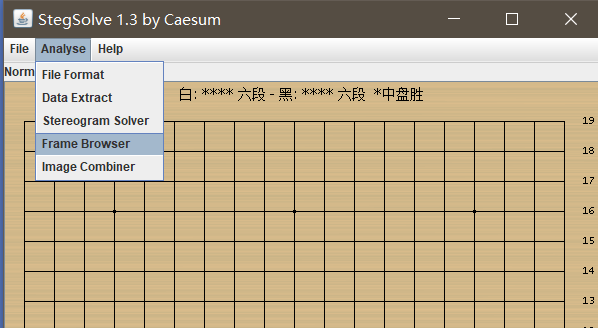 StegSolve 1.3 by Caesum
File Analyse Help
Norm
File Format
Data Extract
Stereogram Solver
Frame Browser
Image Combiner
白: **** 六段 - 黑: **** 六段 *中盘胜
19
18
17
16
15
14
13